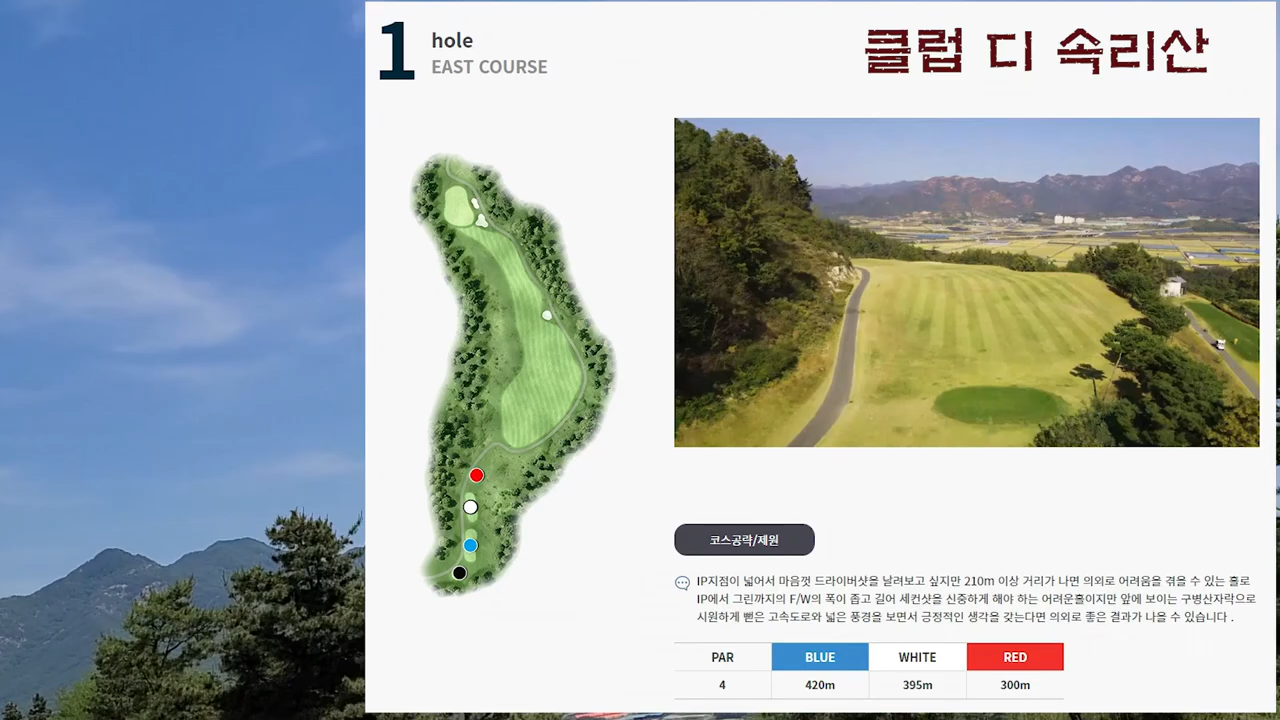 1
hole
EAST COURSE
클럽 디 속리산
코스공략/제원
IP지점이 넓어서 마음껏 드라이버샷을 날려보고 싶지만 210m 이상 거리가 나면 의외로 어려움을 겪을 수 있는 홀로
IP에서 그린까지의 F/W의 폭이 좁고 길어 세컨샷을 신중하게 해야 하는 어려운홀이지만 앞에 보이는 구병산자락으로
시원하게 뻗은 고속도로와 넓은 풍경을 보면서 긍정적인 생각을 갖는다면 의외로 좋은 결과가 나올 수 있습니다 .
PAR BLUE WHITE RED
4 420m 395m 300m